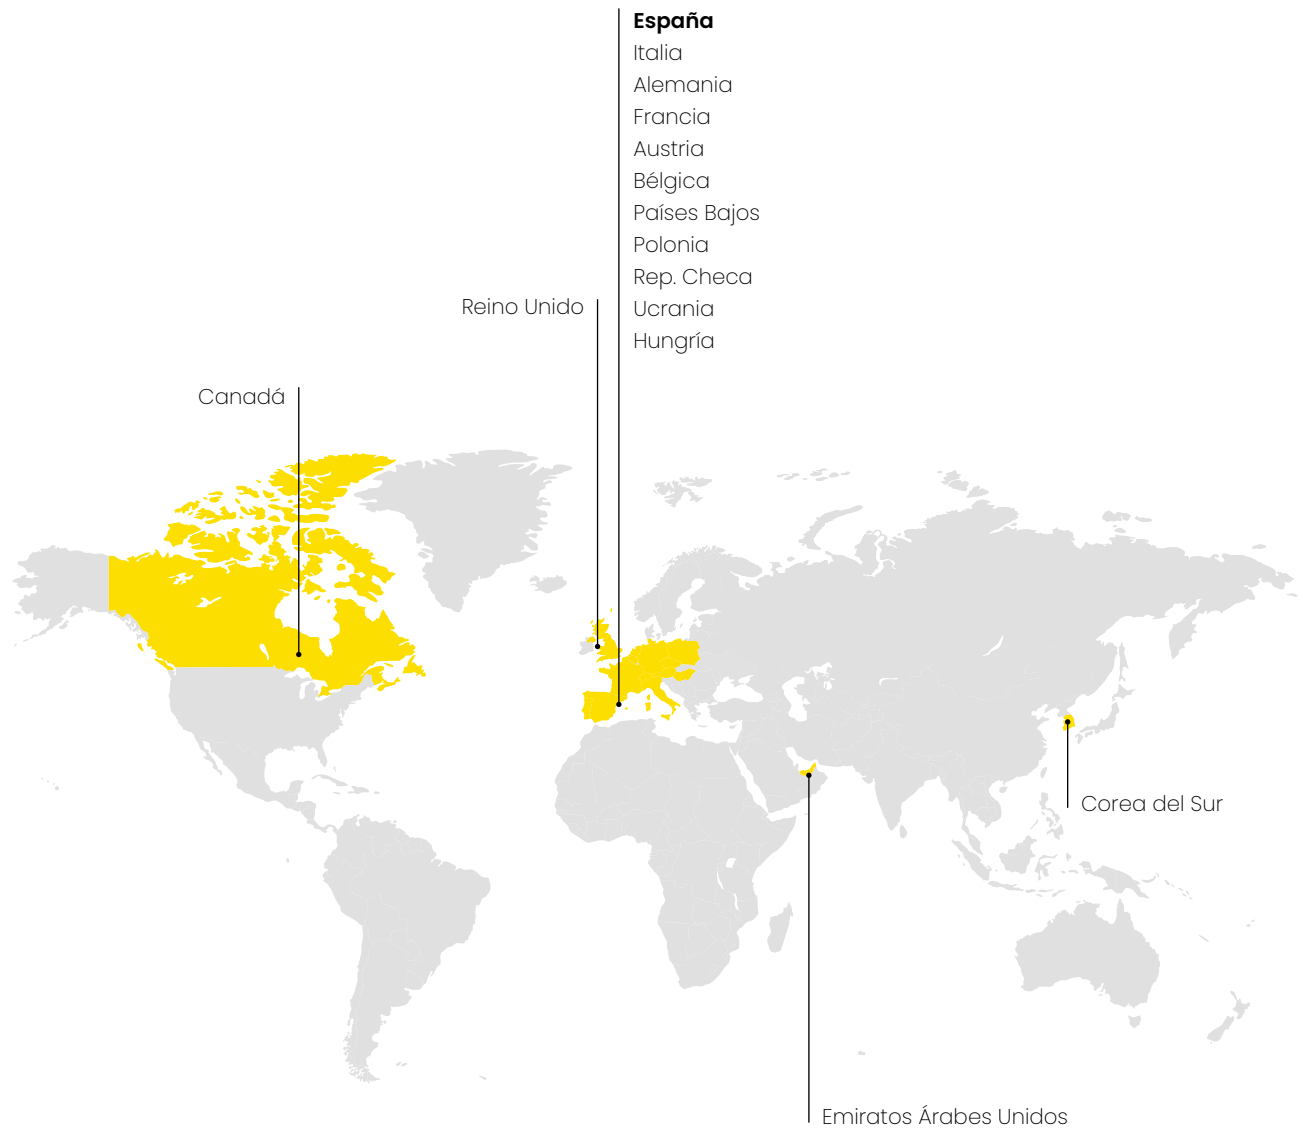 España
Italia
Alemania
Francia
Austria
Bélgica
Países Bajos
Polonia
Rep. Checa
Ucrania
Hungría
Reino Unido
Canadá
Corea del Sur
Emiratos Árabes Unidos